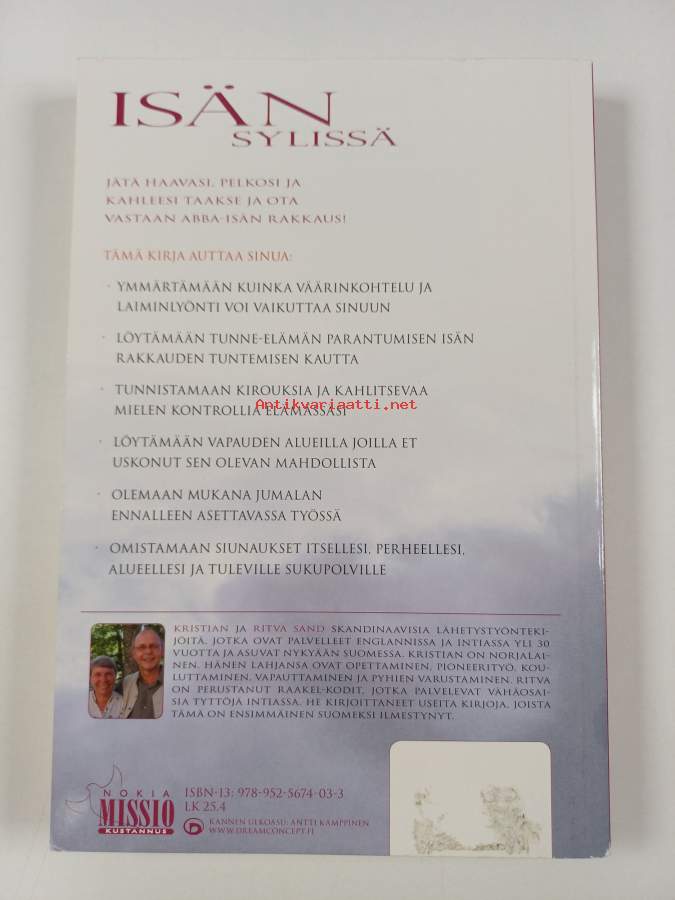 ISÄN
SYLISSÄ
JÄTÄ HAAVASI, PELKOSI JA
KAHLEESI TAAKSE JA OTA
VASTAAN ABBA-ISÄN RAKKAUS!
TÄMÄ KIRJA AUTTAA SINUA:
· YMMÄRTÄMÄÄN KUINKA VÄÄRINKOHTELU JA
LAIMINLYÖNTI VOI VAIKUTTAA SINUUN
· LÖYTÄMÄÄN TUNNE-ELÄMÄN PARANTUMISEN ISÄN
RAKKAUDEN TUNTEMISEN KAUTTA
· TUNNISTAMAAN KIROUKSIA JA KAHLITSEVAA
MIELEN KONTROLLIA ELÄMÄSSÄSI
Antikvariaatti.net
· LÖYTÄMÄÄN VAPAUDEN ALUEILLA JOILLA ET
USKONUT SEN OLEVAN MAHDOLLISTA
· OLEMAAN MUKANA JUMALAN
ENNALLEEN ASETTAVASSA TYÖSSÄ
· OMISTAMAAN SIUNAUKSET ITSELLESI, PERHEELLESI,
ALUEELLESI JA TULEVILLE SUKUPOLVILLE
KRISTIAN JA RITVA SAND SKANDINAAVISIA LÄHETYSTYÖNTEKI-
JÖITÄ, JOTKA OVAT PALVELLEET ENGLANNISSA JA INTIASSA YLI 30
VUOTTA JA ASUVAT NYKYÄÄN SUOMESSA. KRISTIAN ON NORJALAI-
NEN. HÄNEN LAHJANSA OVAT OPETTAMINEN, PIONEERITYÖ, KOU-
LUTTAMINEN, VAPAUTTAMINEN JA PYHIEN VARUSTAMINEN. RITVA
ON PERUSTANUT RAAKEL-KODIT, JOTKA PALVELEVAT VÄHÄOSAI-
SIA TYTTÖJÄ INTIASSA. HE KIRJOITTANEET USEITA KIRJOJA, JOISTA
TÄMÄ ON ENSIMMÄINEN SUOMEKSI ILMESTYNYT.
NOKIA
MISSIO
KUSTANNUS
ISBN-13: 978-952-5674-03-3
LK 25.4
KANNEN ULKOASU: ANTTI KAMPPINEN
WWW.DREAMCONCEPT.FI